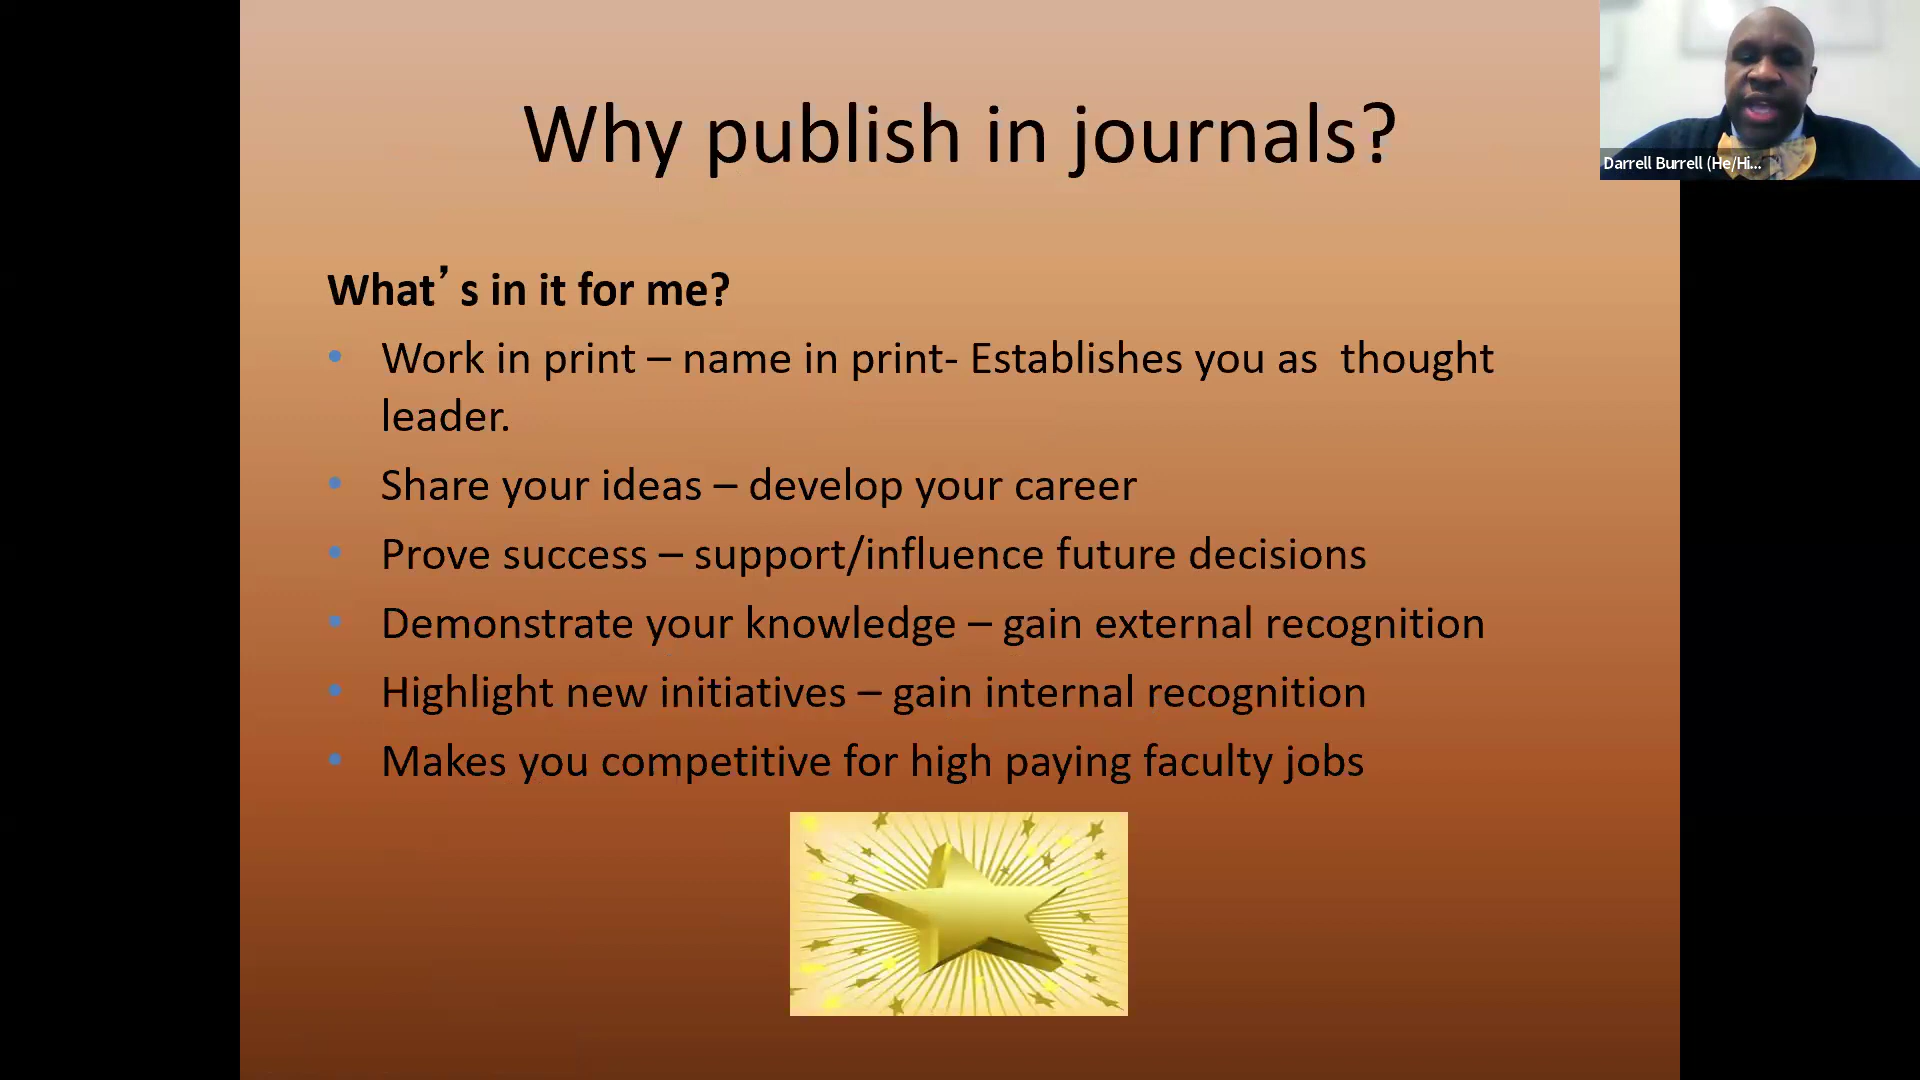 Why publish in journals?
Darrell Burrell (He/Hi...
What's in it for me?
• Work in print – name in print- Establishes you as  thought
leader.
• Share your ideas – develop your career
• Prove success – support/influence future decisions
• Demonstrate your knowledge – gain external recognition
• Highlight new initiatives – gain internal recognition
• Makes you competitive for high paying faculty jobs